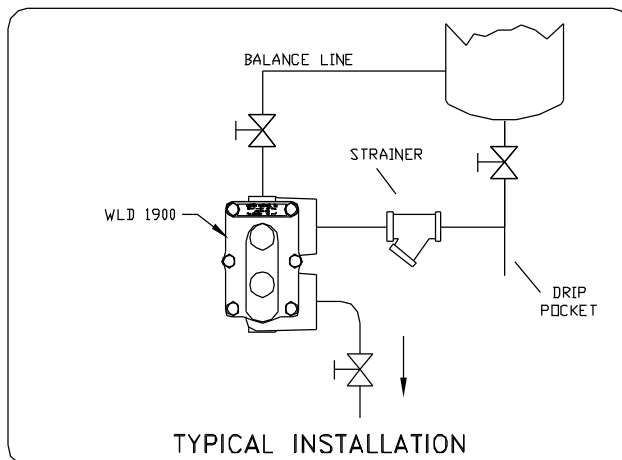 BALANCE LINE
STRAINER
WLD 1900
DRIP
POCKET
TYPICAL INSTALLATION